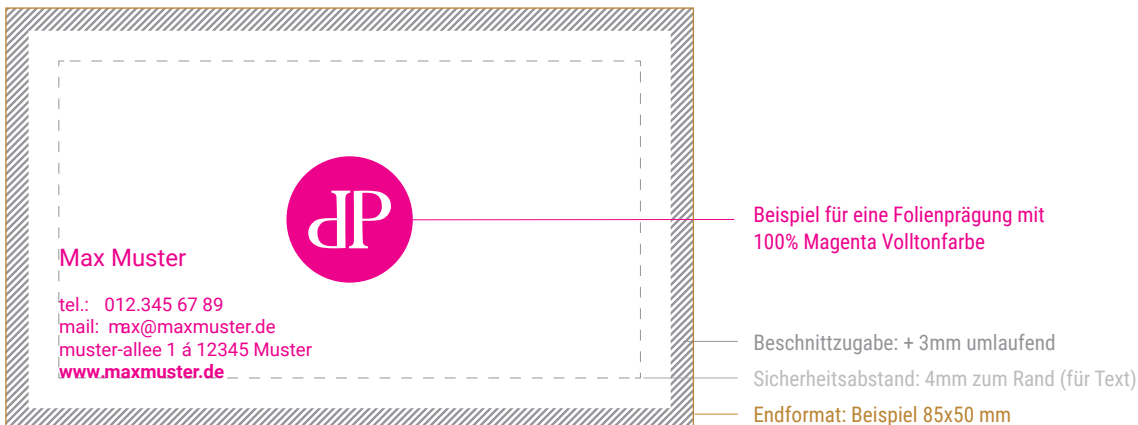 dP
Beispiel für eine Folienprägung mit
100% Magenta Volltonfarbe
Max Muster
tel.: 012.345 67 89
mail: max@maxmuster.de
muster-allee 1 á 12345 Muster
www.maxmuster.de
Beschnittzugabe: + 3mm umlaufend
Sicherheitsabstand: 4mm zum Rand (für Text)
Endformat: Beispiel 85x50 mm